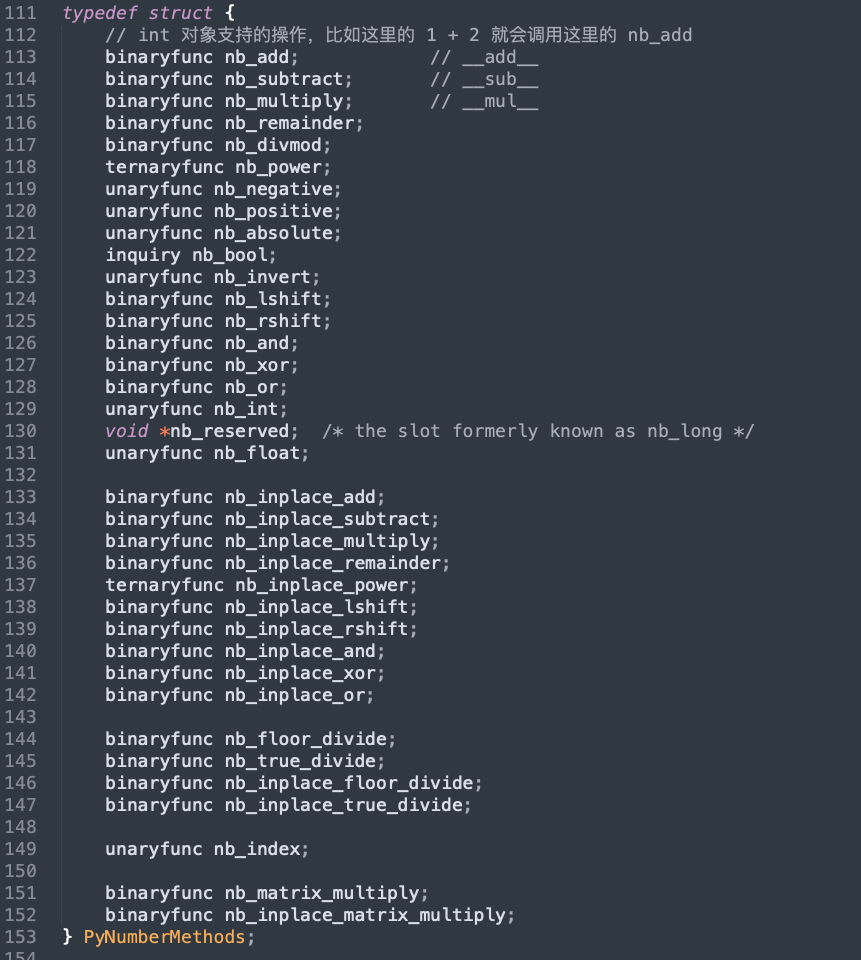 111 typedef struct {
112 // int 对象支持的操作，比如这里的 1 + 2 就会调用这里的 nb_add
113 binaryfunc nb_add; // __add__
114 binaryfunc nb_subtract; // __sub__
115 binaryfunc nb_multiply; // __mul__
116 binaryfunc nb_remainder;
117 binaryfunc nb_divmod;
118 ternaryfunc nb_power;
119 unaryfunc nb_negative;
120 unaryfunc nb_positive;
121 unaryfunc nb_absolute;
122 inquiry nb_bool;
123 unaryfunc nb_invert;
124 binaryfunc nb_lshift;
125 binaryfunc nb_rshift;
126 binaryfunc nb_and;
127 binaryfunc nb_xor;
128 binaryfunc nb_or;
129 unaryfunc nb_int;
130 void *nb_reserved; /* the slot formerly known as nb_long */
131 unaryfunc nb_float;
132
133 binaryfunc nb_inplace_add;
134 binaryfunc nb_inplace_subtract;
135 binaryfunc nb_inplace_multiply;
136 binaryfunc nb_inplace_remainder;
137 ternaryfunc nb_inplace_power;
138 binaryfunc nb_inplace_lshift;
139 binaryfunc nb_inplace_rshift;
140 binaryfunc nb_inplace_and;
141 binaryfunc nb_inplace_xor;
142 binaryfunc nb_inplace_or;
143
144 binaryfunc nb_floor_divide;
145 binaryfunc nb_true_divide;
146 binaryfunc nb_inplace_floor_divide;
147 binaryfunc nb_inplace_true_divide;
148
149 unaryfunc nb_index;
150
151 binaryfunc nb_matrix_multiply;
152 binaryfunc nb_inplace_matrix_multiply;
153 } PyNumberMethods;
154